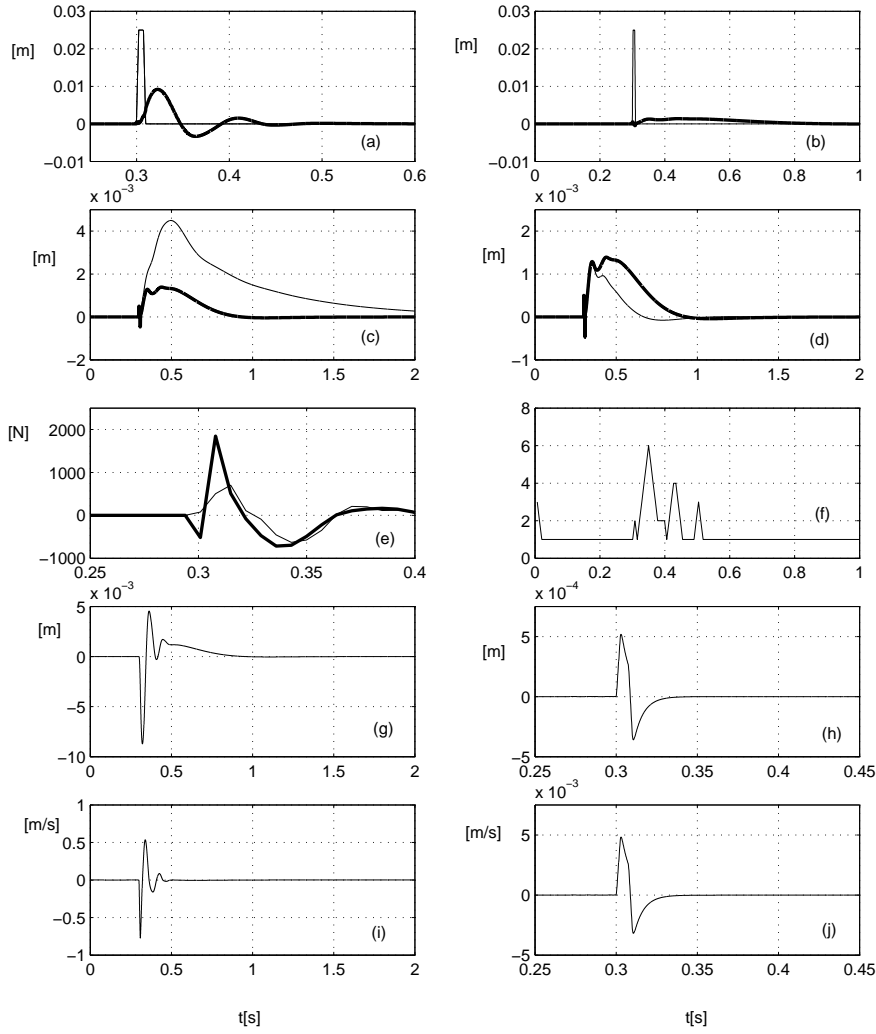 0.03
0.02
0.01
0
−0.01
[m]
(a)
0.3 0.4 0.5 0.6
0.03
0.02
0.01
0
−0.01
[m]
(b)
0 0.2 0.4 0.6 0.8 1
x 10−3
4
2
0
−2
[m]
(c)
0 0.5 1 1.5 2
x 10−3
2
1
0
−1
[m]
(d)
0 0.5 1 1.5 2
[N]
2000
1000
0
−1000
(e)
0.25 0.3 0.35 0.4
8
6
4
2
0
(f)
0 0.2 0.4 0.6 0.8 1
x 10−3
5
0
−5
−10
[m]
(g)
0 0.5 1 1.5 2
x 10−4
5
0
−5
[m]
(h)
0.25 0.3 0.35 0.4 0.45
1
0.5
0
−0.5
−1
[m/s]
(i)
0 0.5 1 1.5 2
x 10−3
5
0
−5
[m/s]
(j)
0.25 0.3 0.35 0.4 0.45
t[s]
t[s]